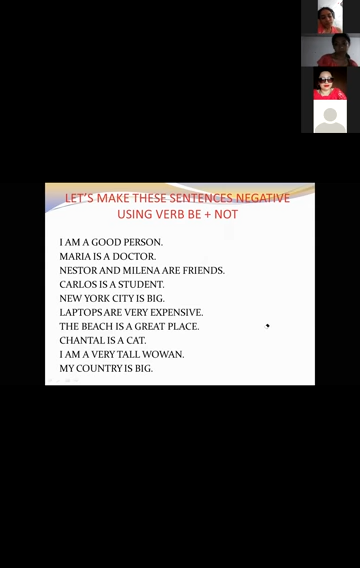 LET'S MAKE THESE SENTENCES NEGATIVE
USING VERB BE + NOT
I AM A GOOD PERSON.
MARIA IS A DOCTOR.
NESTOR AND MILENA ARE FRIENDS.
CARLOS IS A STUDENT.
NEW YORK CITY IS BIG.
LAPTOPS ARE VERY EXPENSIVE.
THE BEACH IS A GREAT PLACE.
CHANTAL IS A CAT.
I AM A VERY TALL WOWAN.
MY COUNTRY IS BIG.